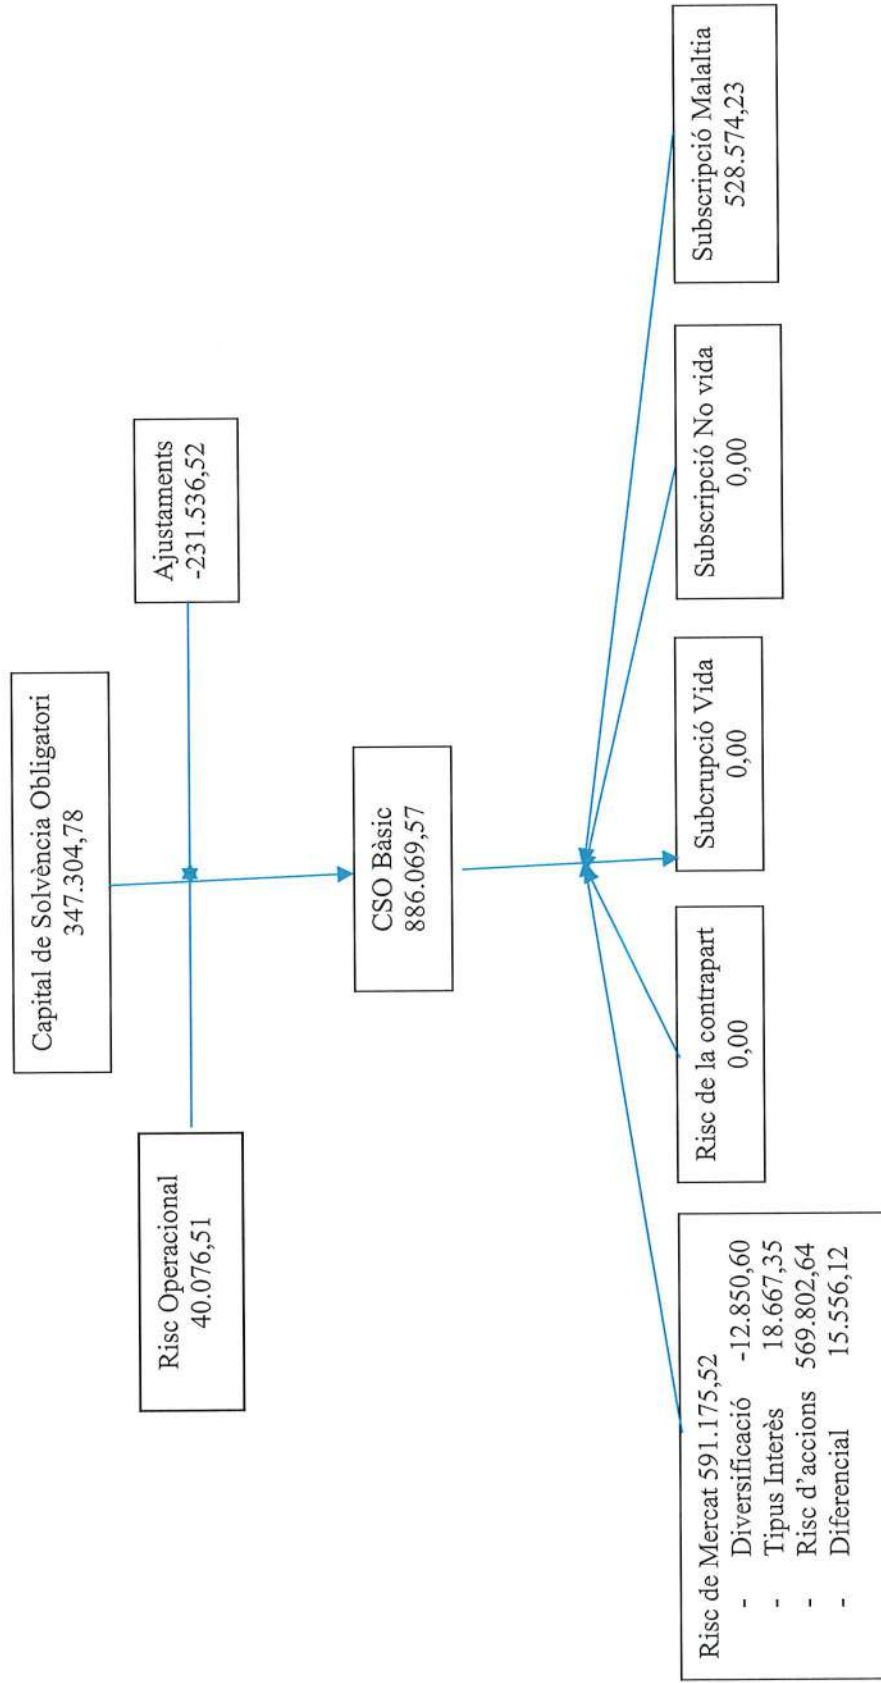 Capital de Solvència Obligatori
347.304,78
Risc Operacional
40.076,51
Ajustaments
-231.536,52
CSO Bàsic
886.069,57
Risc de Mercat 591.175,52
- Diversificació -12.850,60
- Tipus Interès 18.667,35
- Risc d'accions 569.802,64
- Diferencial 15.556,12
Risc de la contrapart
0,00
Subcrupció Vida
0,00
Subscripció No vida
0,00
Subscripció Malaltia
528.574,23